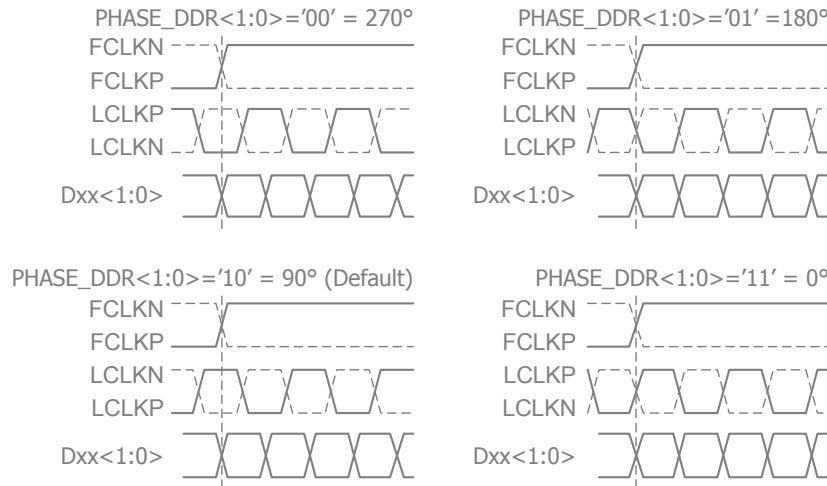 PHASE_DDR<1:0>='00' = 270°
FCLKN
FCLKP
LCLKP
LCLKN
Dxx<1:0>
PHASE_DDR<1:0>='01' =180°
FCLKN
FCLKP
LCLKN
LCLKP
Dxx<1:0>
PHASE_DDR<1:0>='10' = 90° (Default)
FCLKN
FCLKP
LCLKN
LCLKP
Dxx<1:0>
PHASE_DDR<1:0>='11' = 0°
FCLKN
FCLKP
LCLKP
LCLKN
Dxx<1:0>